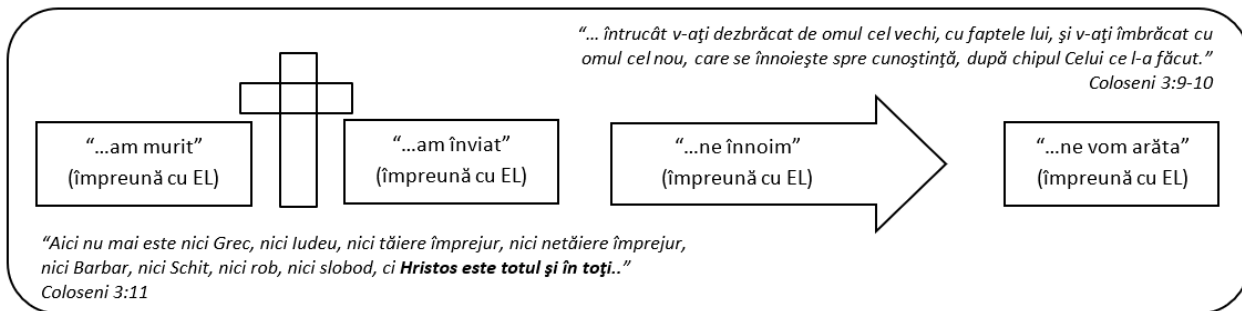 “... întrucât v-aţi dezbrăcat de omul cel vechi, cu faptele lui, şi v-aţi îmbrăcat cu
omul cel nou, care se înnoieşte spre cunoştinţă, după chipul Celui ce l-a făcut.”
Coloseni 3:9-10
“...am murit”
(împreună cu EL)
“...am înviat”
(împreună cu EL)
“...ne înnoim”
(împreună cu EL)
“...ne vom arăta”
(împreună cu EL)
“Aici nu mai este nici Grec, nici Iudeu, nici tăiere împrejur, nici netăiere împrejur,
nici Barbar, nici Schit, nici rob, nici slobod, ci Hristos este totul şi în toţi..”
Coloseni 3:11